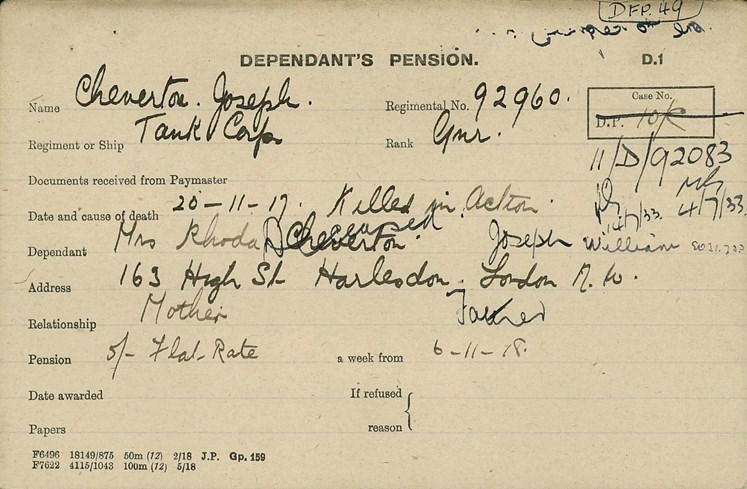 DFP. 49
DEPENDANT'S PENSION. D.1
Name Cheverton. Joseph. Regimental No. 92960. Case No.
Regiment or Ship Tank Corps Rank Gnr. D.P. 10K
11/D/92083
Documents received from Paymaster
14/7/33. 4/7/33.
Date and cause of death 20-11-17. Killed in Action.
Dependant Mrs Rhoda Cheverton. Deceased Joseph William
Address 163 High St. Harlesdon. London N.W.
Relationship Mother Father
Pension 5/- Flat-Rate a week from 6-11-18.
Date awarded If refused
Papers reason
F6496 18149/875 50m (12) 2/18 J.P. Gp. 159
F7622 4115/1043 100m (12) 5/18